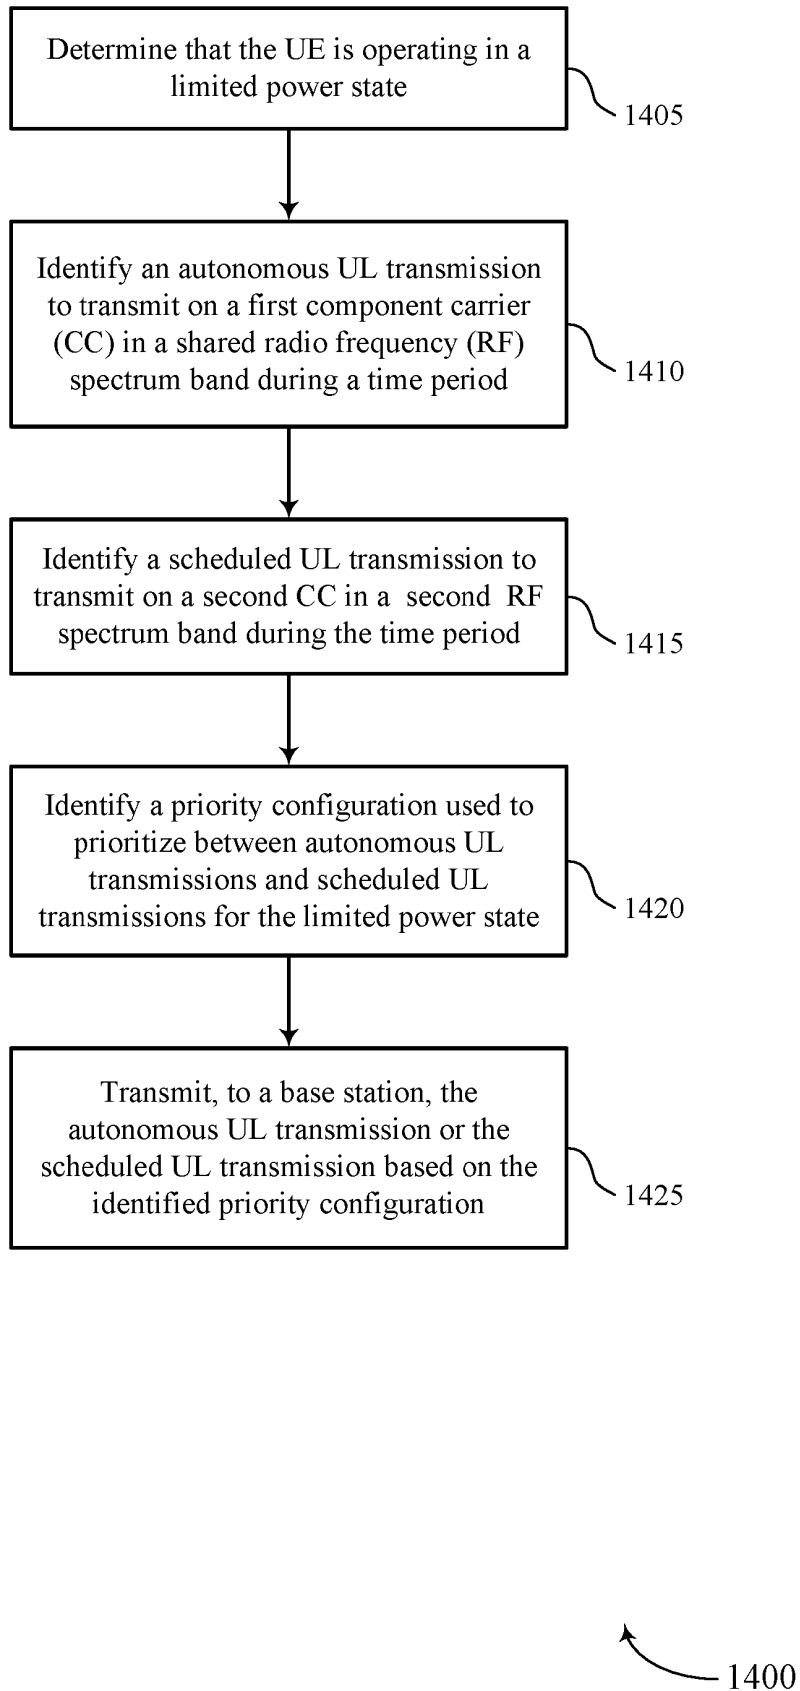 Determine that the UE is operating in a
limited power state
1405
Identify an autonomous UL transmission
to transmit on a first component carrier
(CC) in a shared radio frequency (RF)
spectrum band during a time period
1410
Identify a scheduled UL transmission to
transmit on a second CC in a second RF
spectrum band during the time period
1415
Identify a priority configuration used to
prioritize between autonomous UL
transmissions and scheduled UL
transmissions for the limited power state
1420
Transmit, to a base station, the
autonomous UL transmission or the
scheduled UL transmission based on the
identified priority configuration
1425
1400